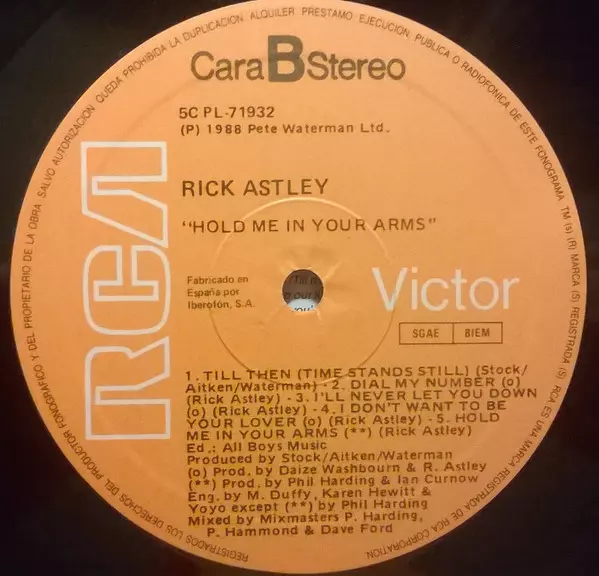 QUEDA PROHIBIDA LA DUPLICACION ALQUILER PRESTAMO EJECUCION PUBLICA O RADIOFONICA DE ESTE FONOGRAMA. TM (s) (R) MARCA (S) REGISTRADA (S)
RCA ES UNA MARCA REGISTRADA DE RCA CORPORATION
REGISTRADOS LOS DERECHOS DEL PRODUCTOR FONOGRAFICO Y DEL PROPIETARIO DE LA OBRA SALVO AUTORIZACION
Cara B Stereo
5C PL-71932
(P) 1988 Pete Waterman Ltd.
RICK ASTLEY
"HOLD ME IN YOUR ARMS"
RCA
Fabricado en
España por
Iberofón, S.A.
Victor
SGAE BIEM
1. TILL THEN (TIME STANDS STILL) (Stock/
Aitken/Waterman) - 2. DIAL MY NUMBER (o)
(Rick Astley) - 3. I'LL NEVER LET YOU DOWN
(o) (Rick Astley) - 4. I DON'T WANT TO BE
YOUR LOVER (o) (Rick Astley) - 5. HOLD
ME IN YOUR ARMS (**) (Rick Astley)
Ed.: All Boys Music
Produced by Stock/Aitken/Waterman
(o) Prod. by Daize Washbourn & R. Astley
(**) Prod. by Phil Harding & Ian Curnow
Eng. by M. Duffy, Karen Hewitt &
Yoyo except (**) by Phil Harding
Mixed by Mixmasters P. Harding,
P. Hammond & Dave Ford